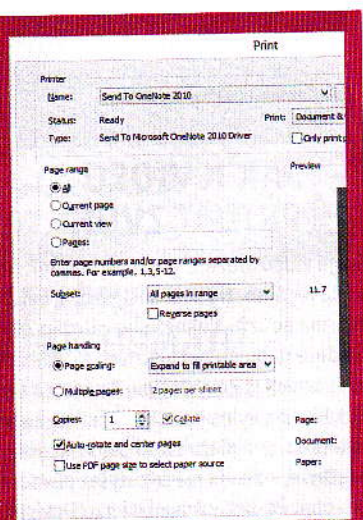 Print
Printer
Name: Send To OneNote 2010
Status: Ready Print: Document &
Type: Send To Microsoft OneNote 2010 Driver Only print
Page range Preview
All
Current page
Current view
Pages:
Enter page numbers and/or page ranges separated by
commas. For example, 1,3,5-12.
Subset: All pages in range 11.7
Reverse pages
Page handling
Page scaling: Expand to fill printable area
Multiple pages: 2 pages per sheet
Copies: 1 Collate Page:
Auto-rotate and center pages Document:
Use PDF page size to select paper source Paper: